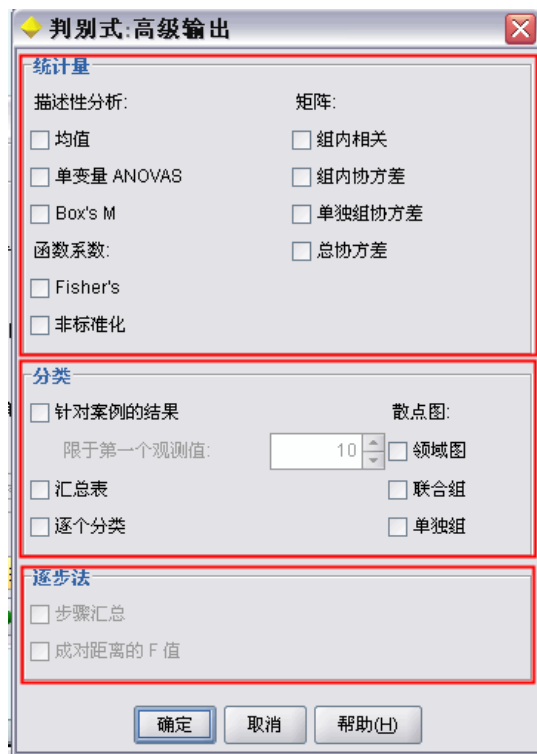 判别式:高级输出
统计量
描述性分析:
矩阵:
均值
组内相关
单变量 ANOVAS
组内协方差
Box's M
单独组协方差
函数系数:
总协方差
Fisher's
非标准化
分类
针对案例的结果
散点图:
限于第一个观测值:
10
领域图
汇总表
联合组
逐个分类
单独组
逐步法
步骤汇总
成对距离的 F 值
确定
取消
帮助(H)